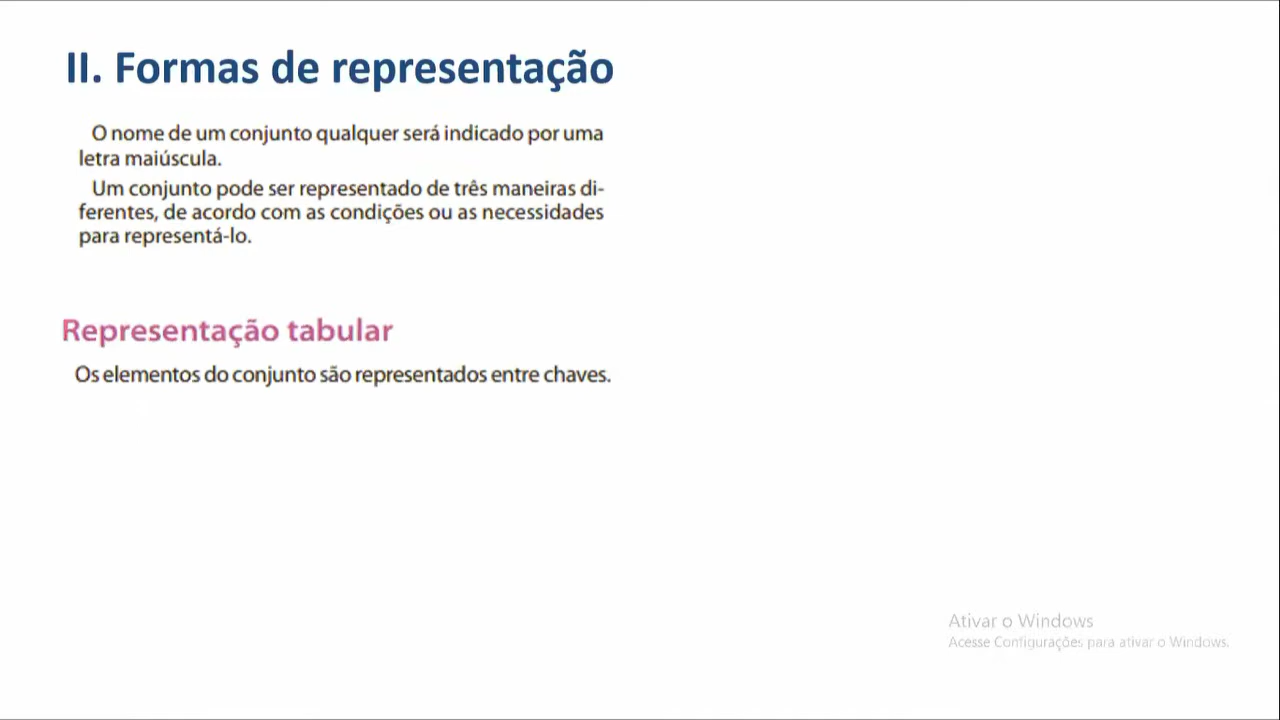 II. Formas de representação
O nome de um conjunto qualquer será indicado por uma
letra maiúscula.
Um conjunto pode ser representado de três maneiras di-
ferentes, de acordo com as condições ou as necessidades
para representá-lo.
Representação tabular
Os elementos do conjunto são representados entre chaves.
Ativar o Windows
Acesse Configurações para ativar o Windows.